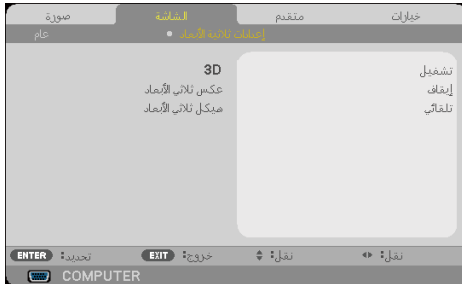 صورة الشاشة متقدم خيارات
عام ● إعدادات ثلاثية الأبعاد
3D
عكس ثلاثي الأبعاد
هيكل ثلاثي الأبعاد
تشغيل
إيقاف
تلقائي
ENTER تحديد: EXIT خروج: نقل: نقل:
COMPUTER